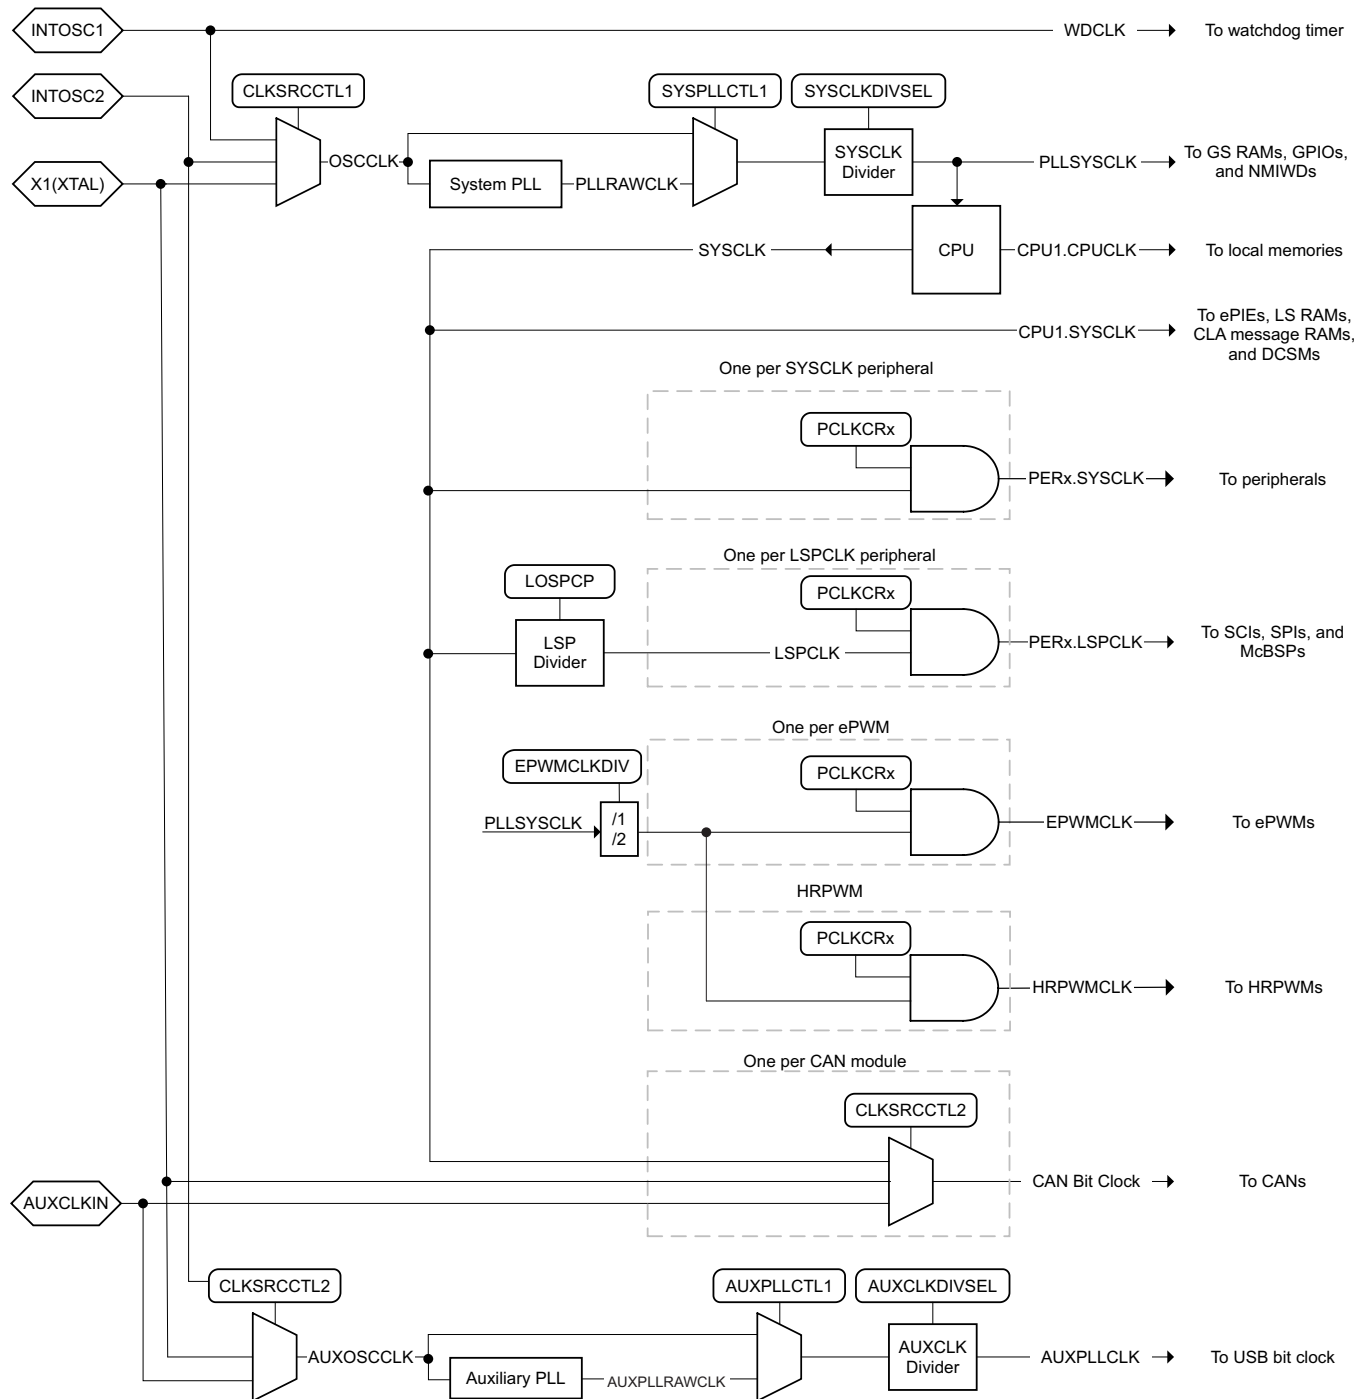 INTOSC1
WDCLK
To watchdog timer
INTOSC2
CLKSRCCTL1
SYSPLLCTL1
SYSCLKDIVSEL
X1(XTAL)
OSCCLK
System PLL
PLLRAWCLK
SYSCLK
Divider
PLLSYSCLK
To GS RAMs, GPIOs,
and NMIWDs
SYSCLK
CPU
CPU1.CPUCLK
To local memories
CPU1.SYSCLK
To ePIEs, LS RAMs,
CLA message RAMs,
and DCSMs
One per SYSCLK peripheral
PCLKCRx
PERx.SYSCLK
To peripherals
One per LSPCLK peripheral
LOSPCP
PCLKCRx
LSP
Divider
LSPCLK
PERx.LSPCLK
To SCIs, SPIs, and
McBSPs
One per ePWM
EPWMCLKDIV
PCLKCRx
PLLSYSCLK
/1
/2
EPWMCLK
To ePWMs
HRPWM
PCLKCRx
HRPWMCLK
To HRPWMs
One per CAN module
CLKSRCCTL2
AUXCLKIN
CAN Bit Clock
To CANs
CLKSRCCTL2
AUXPLLCTL1
AUXCLKDIVSEL
AUXOSCCLK
Auxiliary PLL
AUXPLLRAWCLK
AUXCLK
Divider
AUXPLLCLK
To USB bit clock